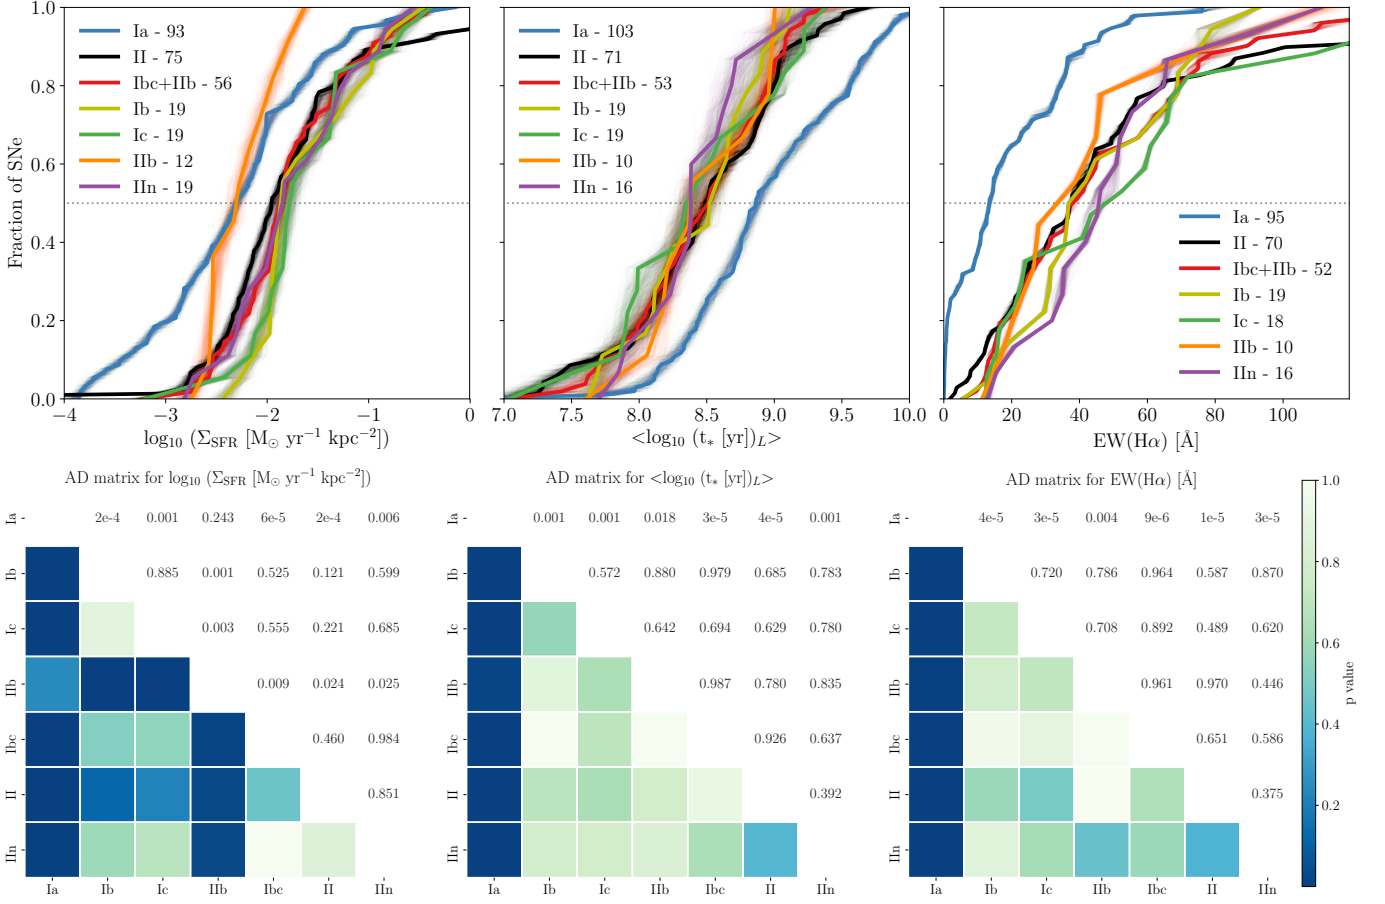 Fraction of SNe
1.0
0.8
0.6
0.4
0.2
0.0
Ia - 93
II - 75
Ibc+IIb - 56
Ib - 19
Ic - 19
IIb - 12
IIn - 19
−4 −3 −2 −1 0
log₁₀ (Σ_SFR [M_⊙ yr⁻¹ kpc⁻²])
Ia - 103
II - 71
Ibc+IIb - 53
Ib - 19
Ic - 19
IIb - 10
IIn - 16
7.0 7.5 8.0 8.5 9.0 9.5 10.0
<log₁₀ (t_* [yr])_L>
Ia - 95
II - 70
Ibc+IIb - 52
Ib - 19
Ic - 18
IIb - 10
IIn - 16
0 20 40 60 80 100
EW(Hα) [Å]
AD matrix for log₁₀ (Σ_SFR [M_⊙ yr⁻¹ kpc⁻²])
Ia 2e-4 0.001 0.243 6e-5 2e-4 0.006
Ib 0.885 0.001 0.525 0.121 0.599
Ic 0.003 0.555 0.221 0.685
IIb 0.009 0.024 0.025
Ibc 0.460 0.984
II 0.851
IIn
Ia Ib Ic IIb Ibc II IIn
AD matrix for <log₁₀ (t_* [yr])_L>
Ia 0.001 0.001 0.018 3e-5 4e-5 0.001
Ib 0.572 0.880 0.979 0.685 0.783
Ic 0.642 0.694 0.629 0.780
IIb 0.987 0.780 0.835
Ibc 0.926 0.637
II 0.392
IIn
Ia Ib Ic IIb Ibc II IIn
AD matrix for EW(Hα) [Å]
Ia 4e-5 3e-5 0.004 9e-6 1e-5 3e-5
Ib 0.720 0.786 0.964 0.587 0.870
Ic 0.708 0.892 0.489 0.620
IIb 0.961 0.970 0.446
Ibc 0.651 0.586
II 0.375
IIn
Ia Ib Ic IIb Ibc II IIn
1.0
0.8
0.6
0.4
0.2
p value